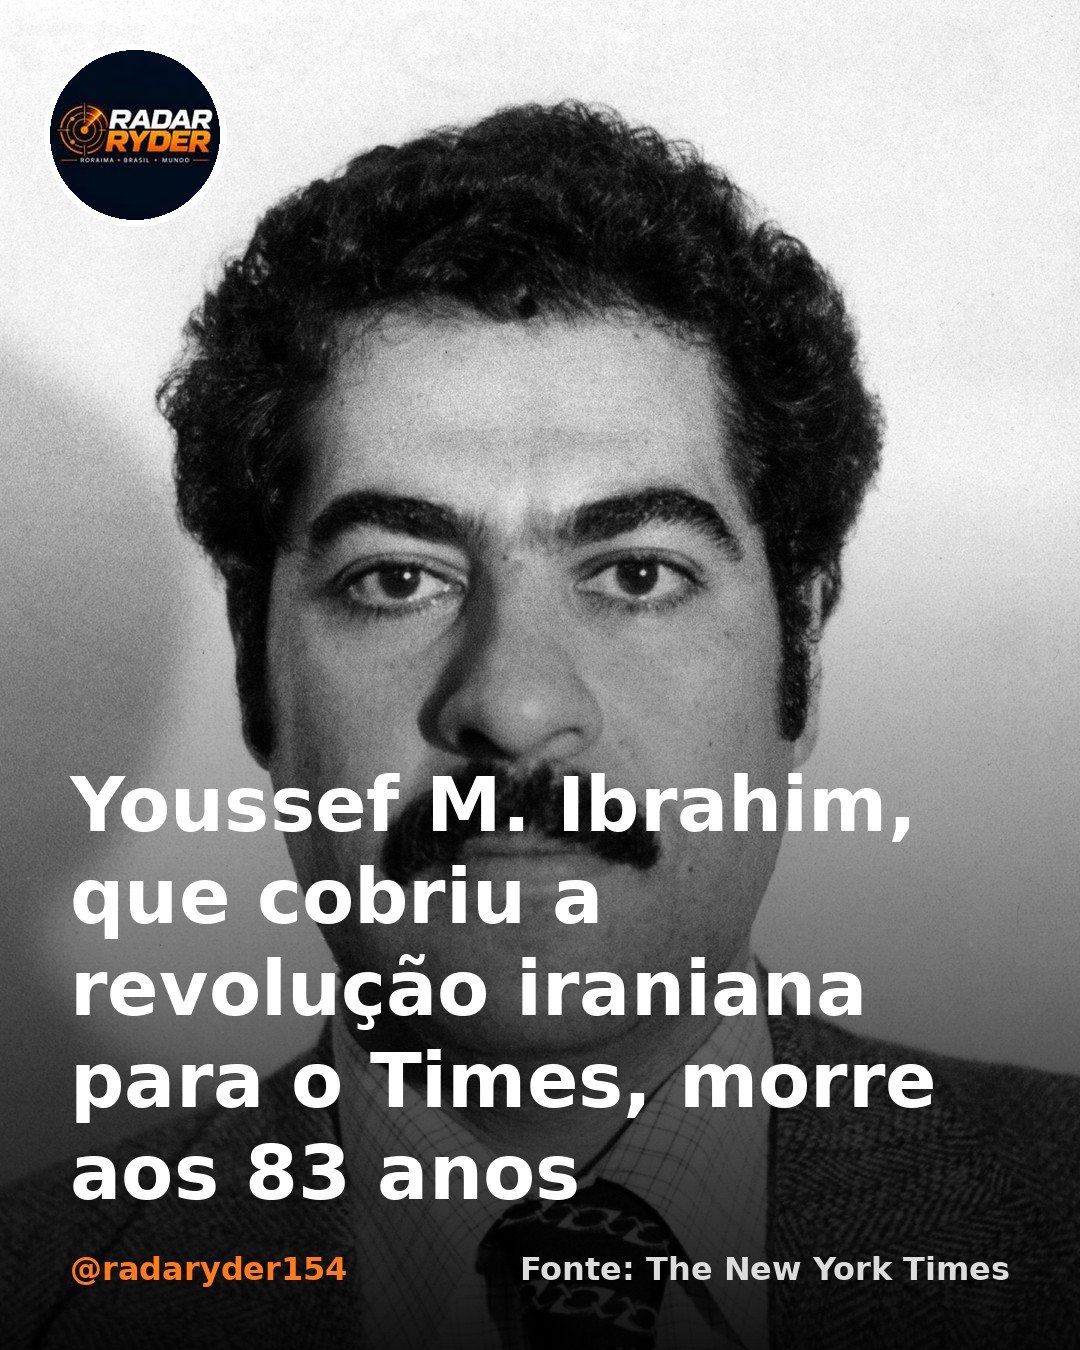 RADAR
RYDER
RORAIMA • BRASIL • MUNDO
Youssef M. Ibrahim,
que cobriu a
revolução iraniana
para o Times, morre
aos 83 anos
@radaryder154
Fonte: The New York Times